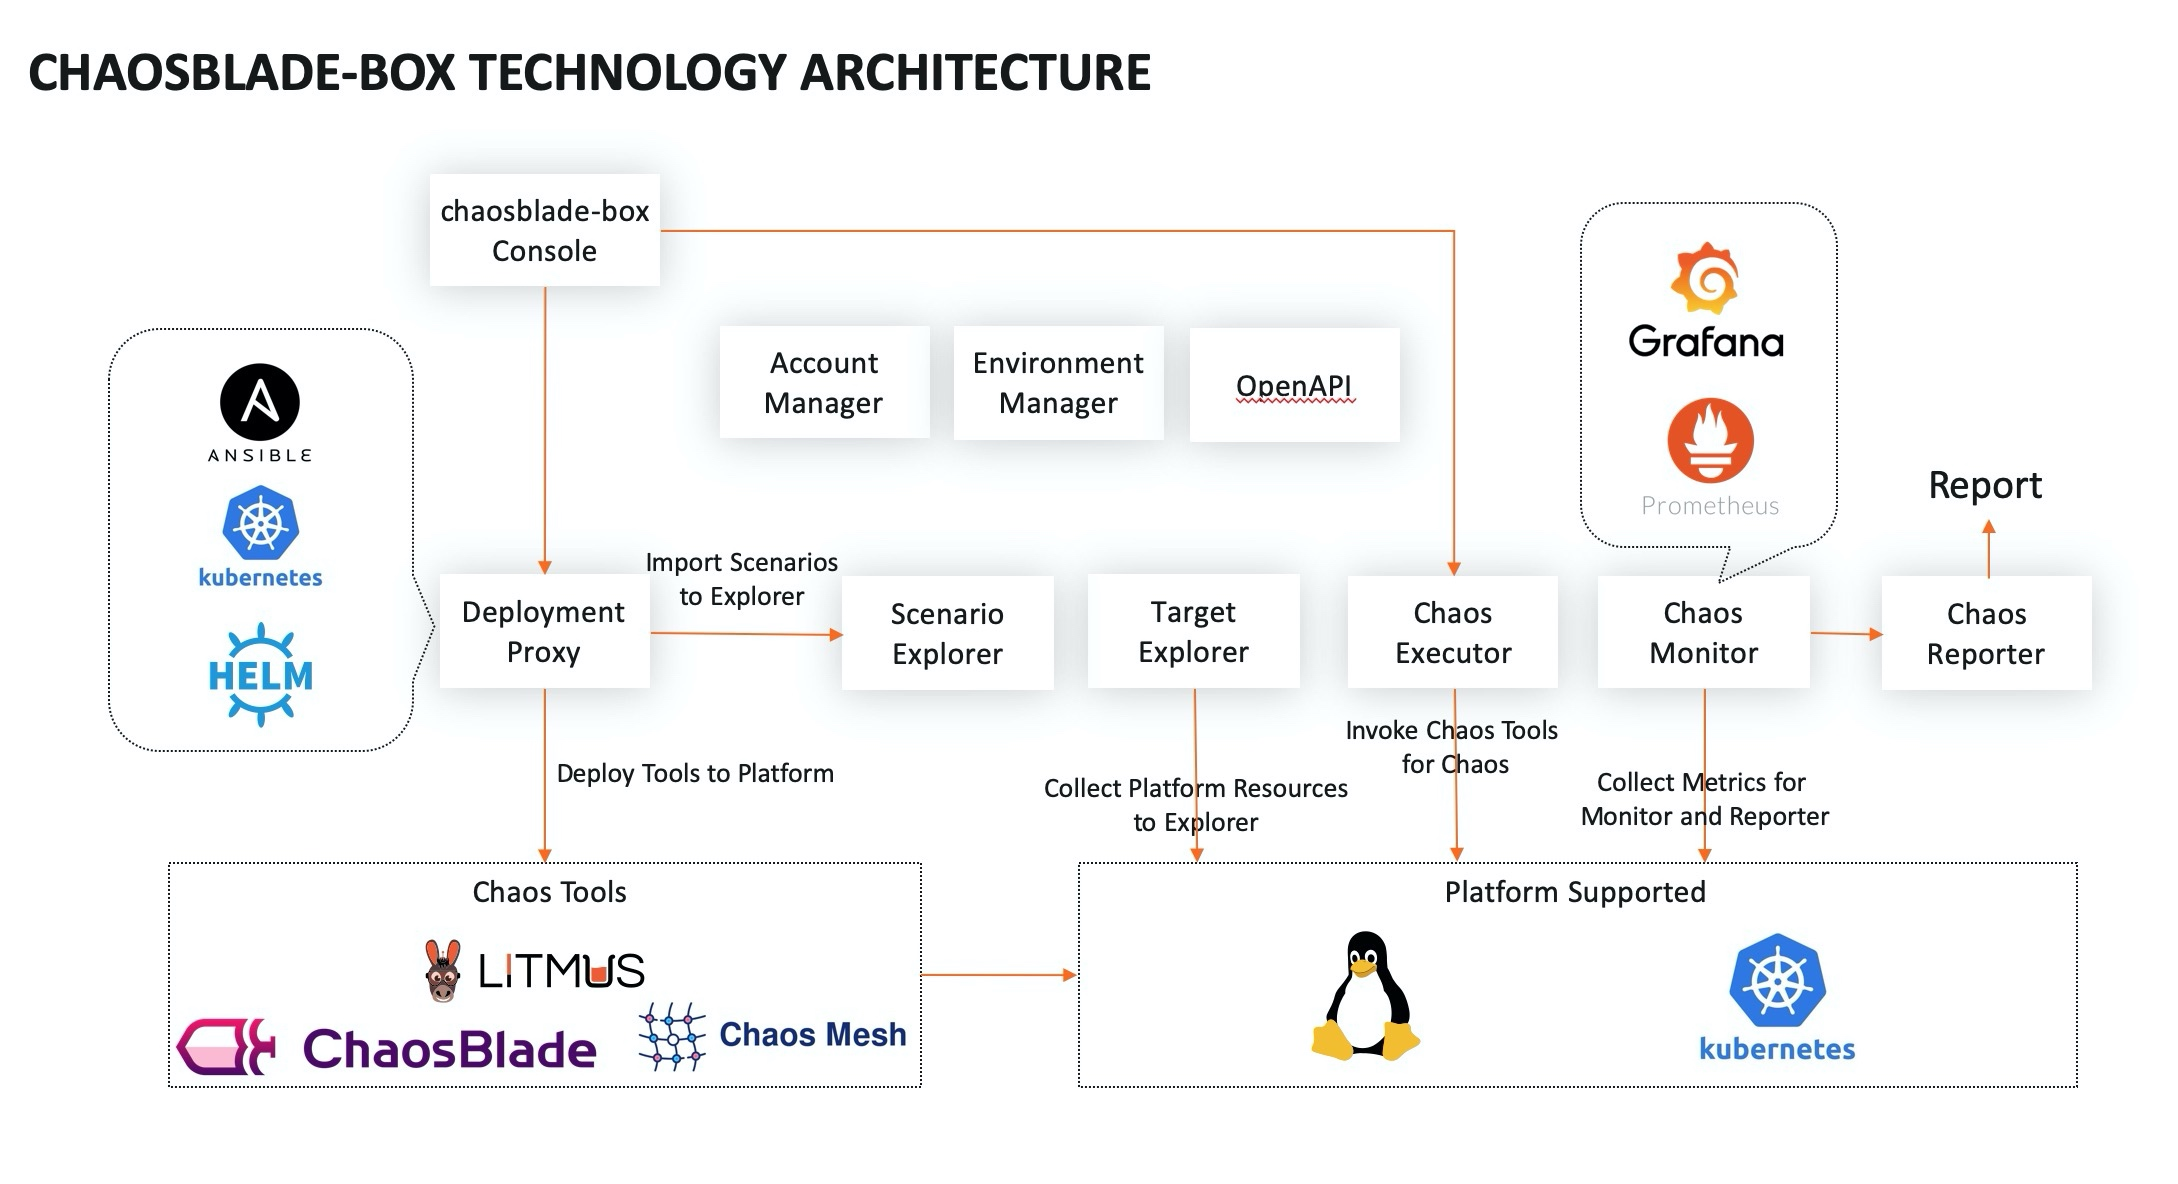 CHAOSBLADE-BOX TECHNOLOGY ARCHITECTURE
chaosblade-box
Console
Account
Manager
Environment
Manager
OpenAPI
Grafana
Prometheus
ANSIBLE
kubernetes
HELM
Report
Import Scenarios
to Explorer
Deployment
Proxy
Scenario
Explorer
Target
Explorer
Chaos
Executor
Chaos
Monitor
Chaos
Reporter
Deploy Tools to Platform
Collect Platform Resources
to Explorer
Invoke Chaos Tools
for Chaos
Collect Metrics for
Monitor and Reporter
Chaos Tools
LITMUS
ChaosBlade
Chaos Mesh
Platform Supported
kubernetes